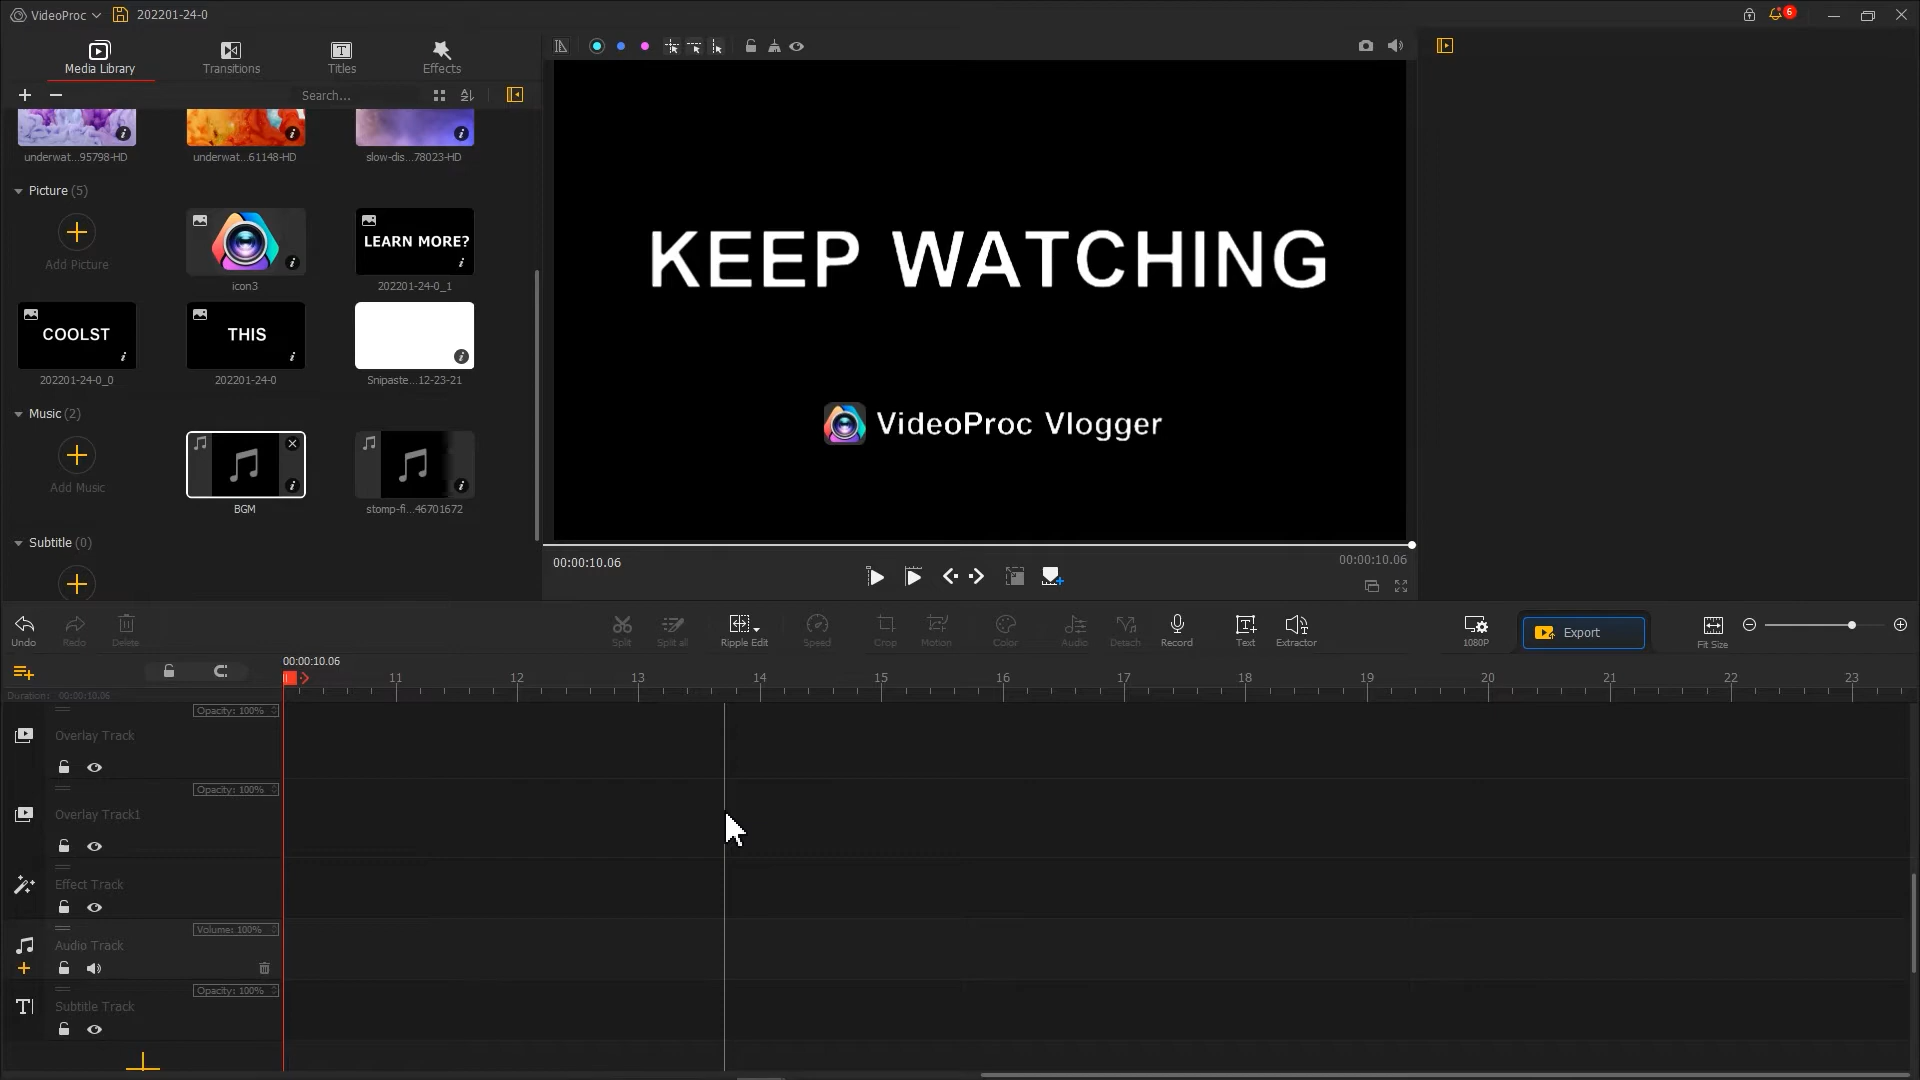 VideoProc
202201-24-0
6
Media Library
Transitions
Titles
Effects
Search...
underwat...95798-HD
underwat...61148-HD
slow-dis...78023-HD
Picture (5)
Add Picture
icon3
LEARN MORE?
202201-24-0_1
COOLST
202201-24-0_0
THIS
202201-24-0
Snipaste...12-23-21
Music (2)
Add Music
BGM
stomp-fi...46701672
Subtitle (0)
KEEP WATCHING
VideoProc Vlogger
00:00:10.06
00:00:10.06
Undo
Redo
Delete
Split
Split all
Ripple Edit
Speed
Crop
Motion
Color
Audio
Detach
Record
Text
Extractor
1080P
Export
Fit Size
00:00:10.06
11 12 13 14 15 16 17 18 19 20 21 22 23
Duration: 00:00:10.06
Opacity: 100%
Overlay Track
Opacity: 100%
Overlay Track1
Effect Track
Volume: 100%
Audio Track
Opacity: 100%
Subtitle Track